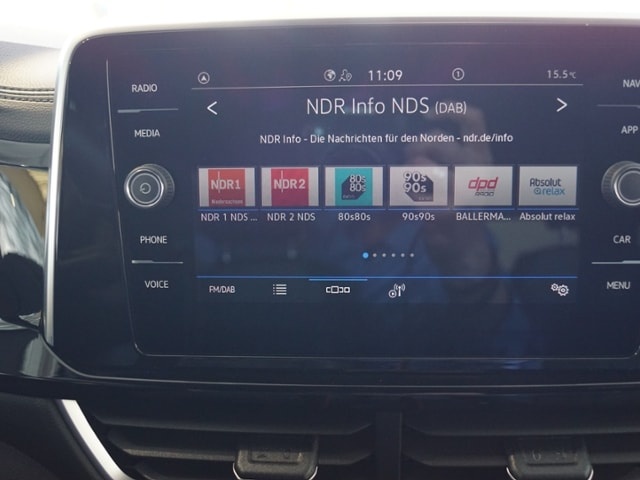 RADIO
MEDIA
PHONE
VOICE
11:09
15.5°C
NDR Info NDS (DAB)
NDR Info - Die Nachrichten für den Norden - ndr.de/info
NDR1
NDR2
80s
80s
90s
90s
dpd
Absolut
relax
NDR 1 NDS ...
NDR 2 NDS
80s80s
90s90s
BALLERMA...
Absolut relax
FM/DAB
NAV
APP
CAR
MENU